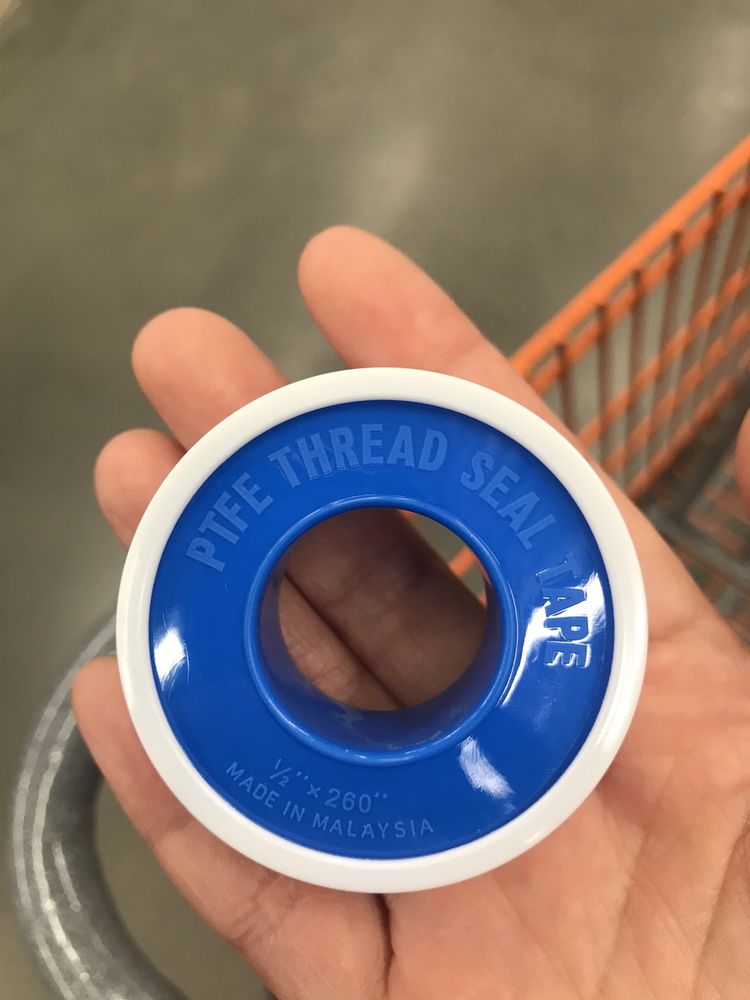 PTFE THREAD SEAL TAPE
½"×260"
MADE IN MALAYSIA